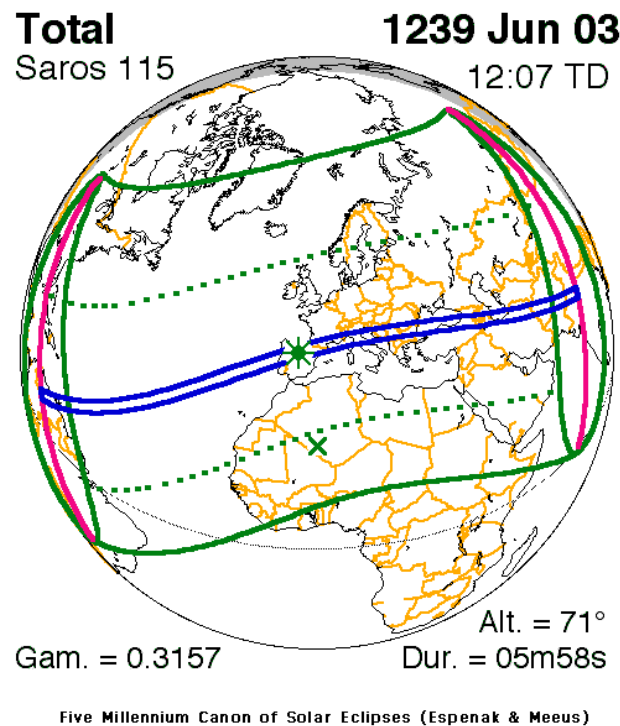 Total 1239 Jun 03
Saros 115 12:07 TD
Alt. = 71°
Gam. = 0.3157 Dur. = 05m58s
Five Millennium Canon of Solar Eclipses (Espenak & Meeus)